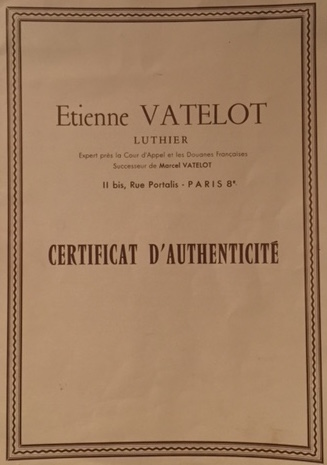 Etienne VATELOT
LUTHIER
Expert près la Cour d'Appel et les Douanes Françaises
Successeur de Marcel VATELOT
11 bis, Rue Portalis - PARIS 8e
CERTIFICAT D'AUTHENTICITÉ